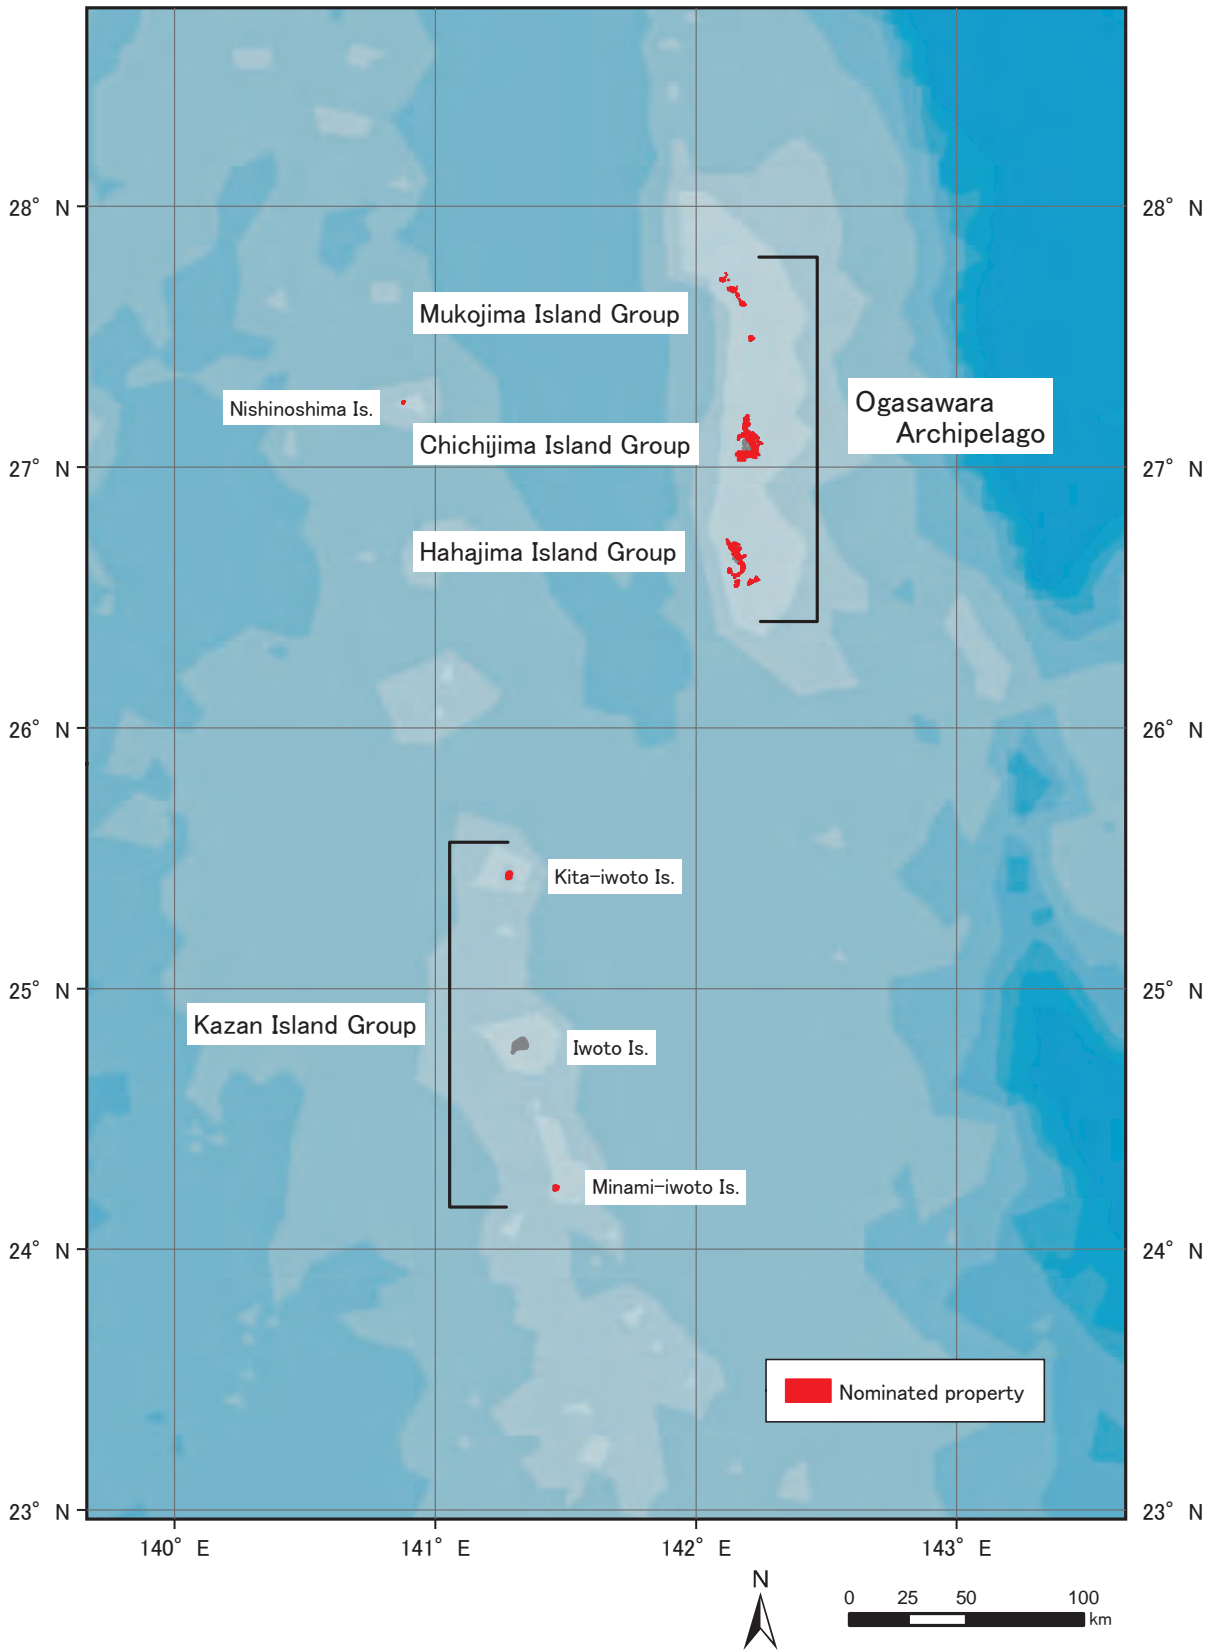 28° N
28° N
Mukojima Island Group
Nishinoshima Is.
Ogasawara
Archipelago
Chichijima Island Group
27° N
27° N
Hahajima Island Group
26° N
26° N
Kita-iwoto Is.
25° N
25° N
Kazan Island Group
Iwoto Is.
Minami-iwoto Is.
24° N
24° N
Nominated property
23° N
23° N
140° E
141° E
142° E
143° E
N
0 25 50 100
km